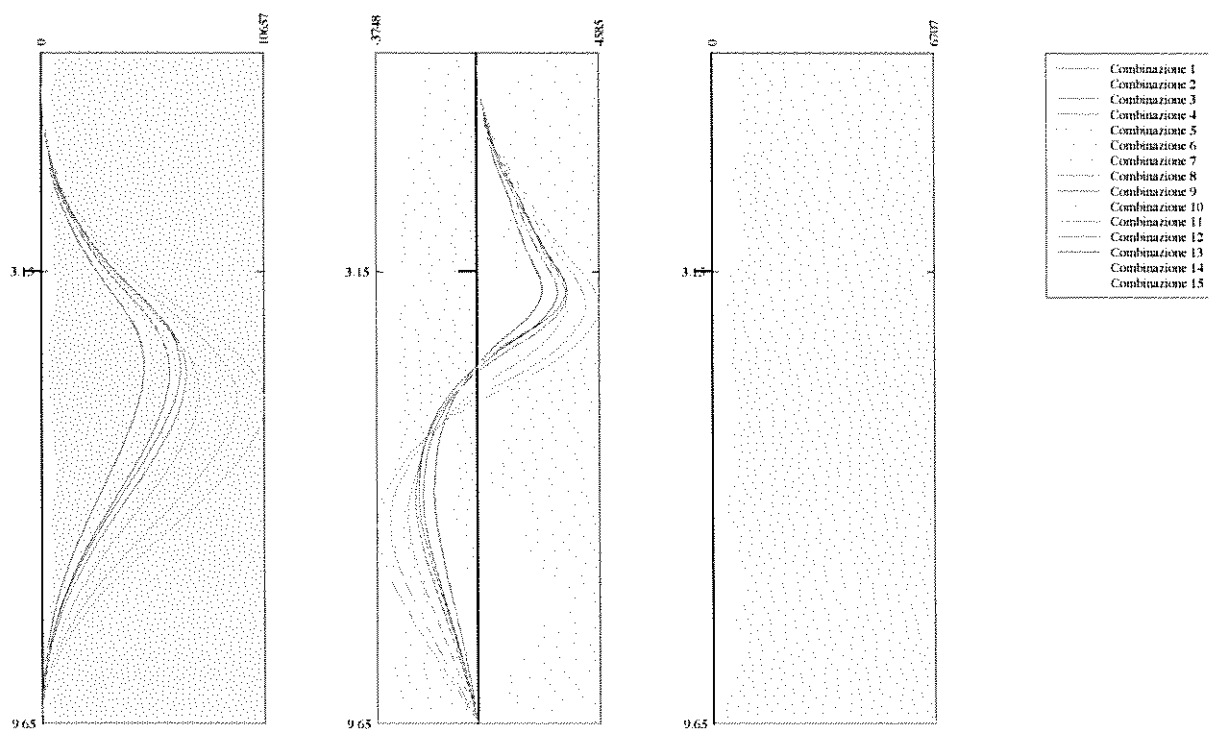 0
10657
-3748
4585
0
6707
3.15
3.15
3.15
9.65
9.65
9.65
Combinazione 1
Combinazione 2
Combinazione 3
Combinazione 4
Combinazione 5
Combinazione 6
Combinazione 7
Combinazione 8
Combinazione 9
Combinazione 10
Combinazione 11
Combinazione 12
Combinazione 13
Combinazione 14
Combinazione 15